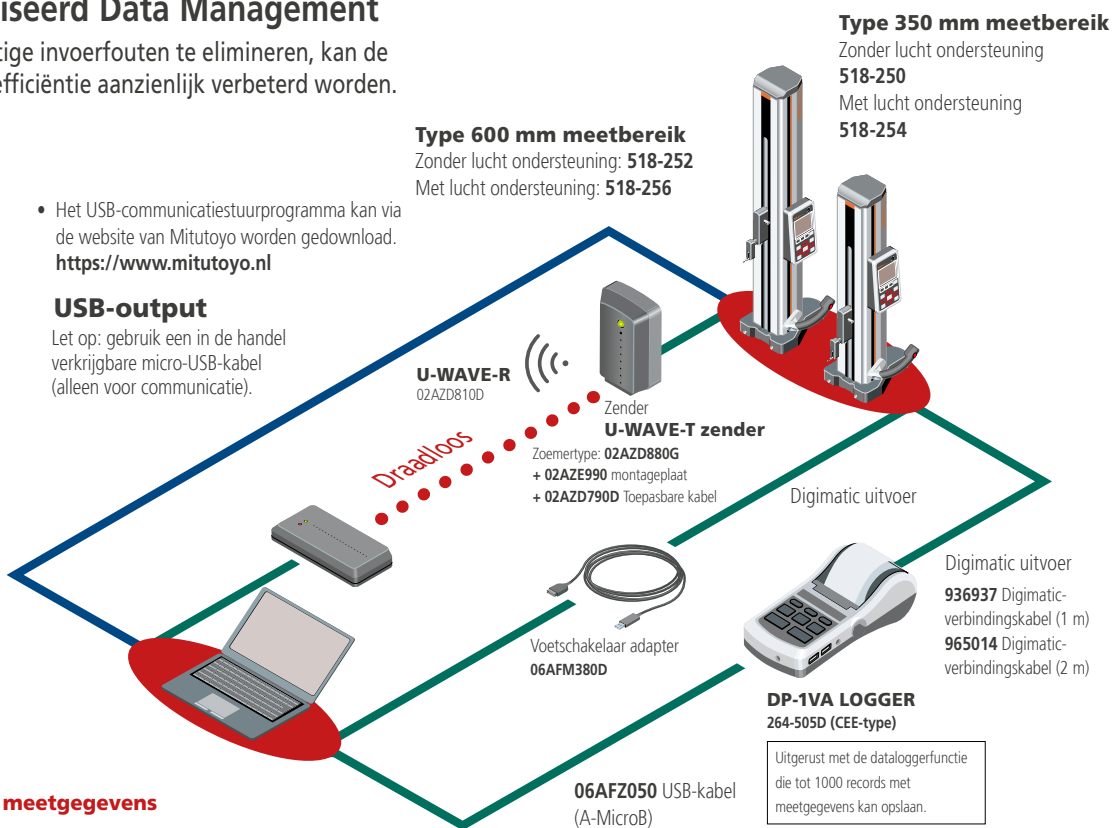 Data Management
invoerfouten te elimineren, kan de
aanzienlijk verbeterd worden.
Type 350 mm meetbereik
Zonder lucht ondersteuning
518-250
Met lucht ondersteuning
518-254
Type 600 mm meetbereik
Zonder lucht ondersteuning: 518-252
Met lucht ondersteuning: 518-256
• Het USB-communicatiestuurprogramma kan via
de website van Mitutoyo worden gedownload.
https://www.mitutoyo.nl
USB-output
Let op: gebruik een in de handel
verkrijgbare micro-USB-kabel
(alleen voor communicatie).
U-WAVE-R
02AZD810D
Draadloos
Zender
U-WAVE-T zender
Zoemertype: 02AZD880G
+ 02AZE990 montageplaat
+ 02AZD790D Toepasbare kabel
Digimatic uitvoer
Voetschakelaar adapter
06AFM380D
Digimatic uitvoer
936937 Digimatic-
verbindingskabel (1 m)
965014 Digimatic-
verbindingskabel (2 m)
DP-1VA LOGGER
264-505D (CEE-type)
Uitgerust met de dataloggerfunctie
die tot 1000 records met
meetgegevens kan opslaan.
06AFZ050 USB-kabel
(A-MicroB)
meetgegevens